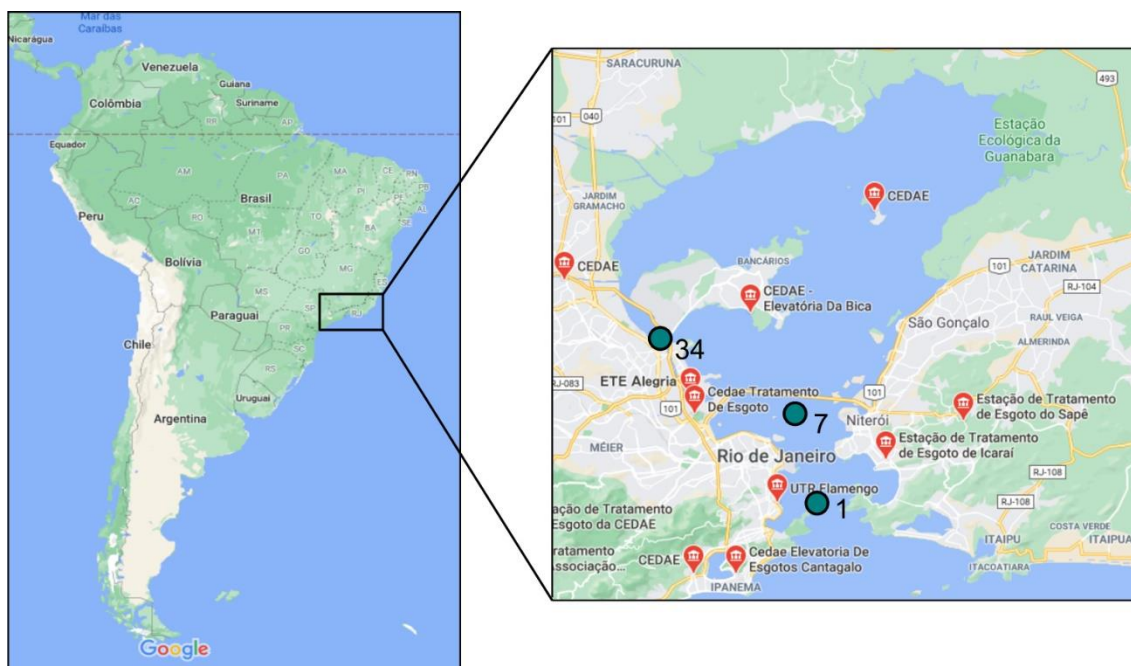 Mar das
Caraíbas
Nicarágua
Venezuela
Guiana
Suriname
Colômbia
RR
AP
Equador
AM
PA
MA
CE
RN
PI
PB
PE
AC
AL
TO
SE
RO
Brasil
BA
Peru
MT
GO
Bolívia
MG
ES
MS
SP
RJ
Paraguai
PR
Chile
SC
RS
Uruguai
Argentina
Google
SARACURUNA
493
040
101
Estação
Ecológica da
Guanabara
CEDAE
JARDIM
GRAMACHO
BANCÁRIOS
JARDIM
CATARINA
101
CEDAE
CEDAE -
Elevatória Da Bica
RJ-104
RAUL VEIGA
São Gonçalo
ALMERINDA
34
RJ-083
ETE Alegria
101
Cedae Tratamento
De Esgoto
101
Estação de Tratamento
de Esgoto do Sapê
7
Niterói
MÉIER
Rio de Janeiro
Estação de Tratamento
de Esgoto de Icaraí
RJ-108
UTR Flamengo
1
ação de Tratamento
Esgoto da CEDAE
RJ-108
COSTA VERDE
ITAIPU
ITAIPUA
ratamento
Associação...
CEDAE
Cedae Elevatoria De
Esgotos Cantagalo
ITACOATIARA
IPANEMA